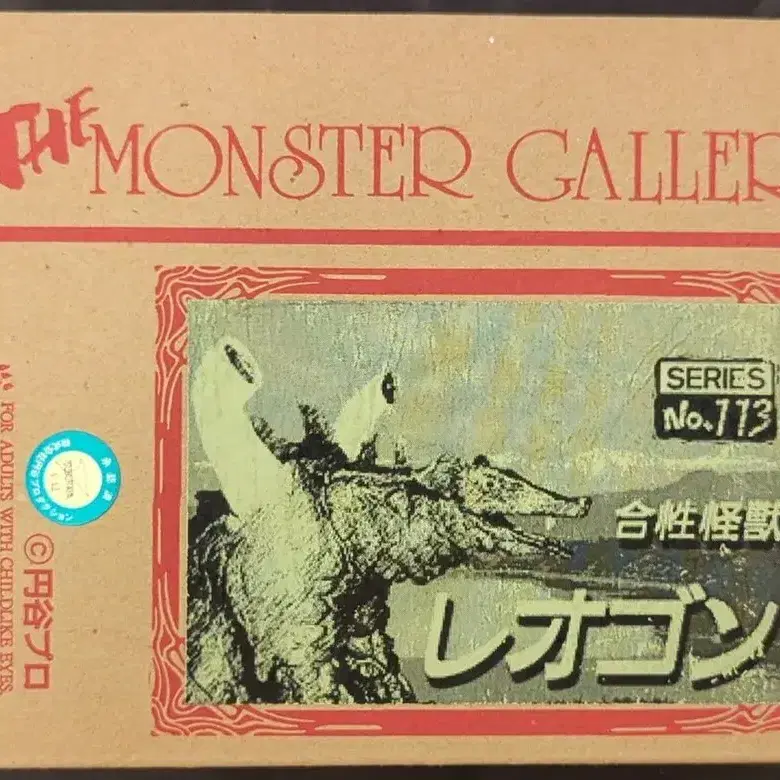 THE MONSTER GALLER
SERIES
No.113
合性怪獣
レオゴン
FOR ADULTS WITH CHILDLIKE EYES.
©円谷プロ